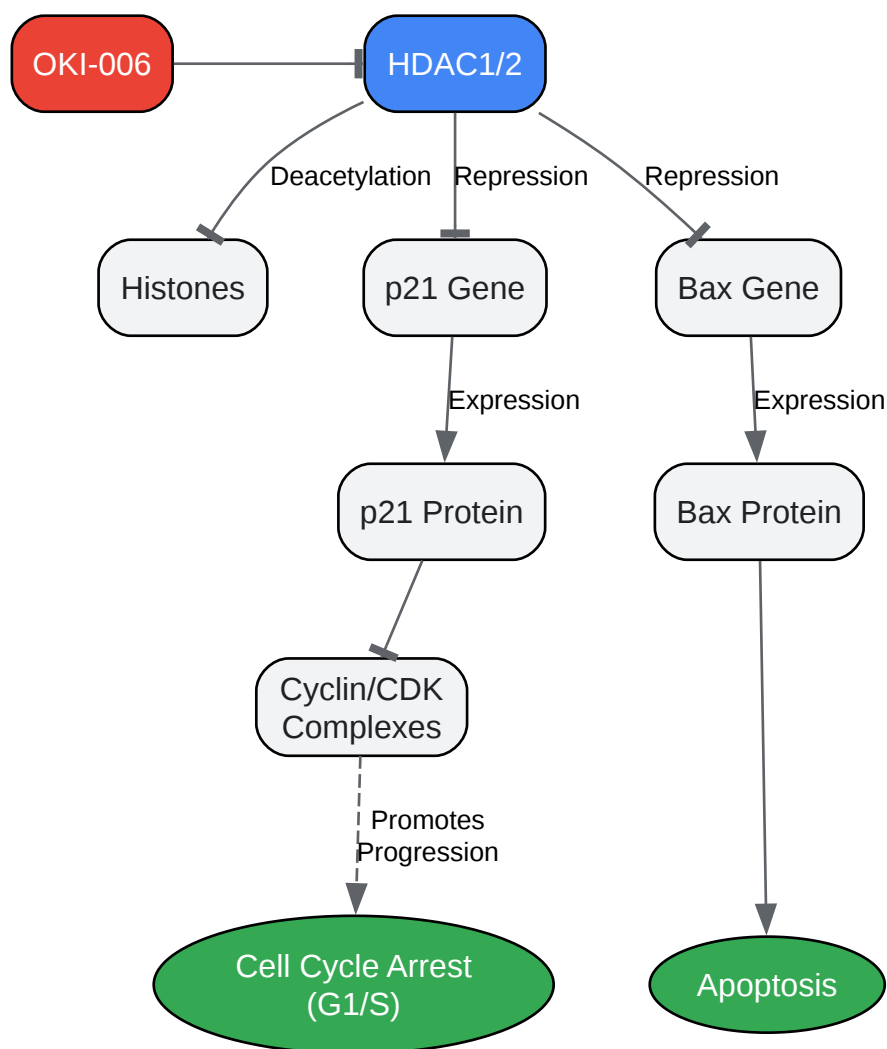 OKI-006
HDAC1/2
Deacetylation
Repression
Repression
Histones
p21 Gene
Bax Gene
Expression
Expression
p21 Protein
Bax Protein
Cyclin/CDK
Complexes
Promotes
Progression
Cell Cycle Arrest
(G1/S)
Apoptosis